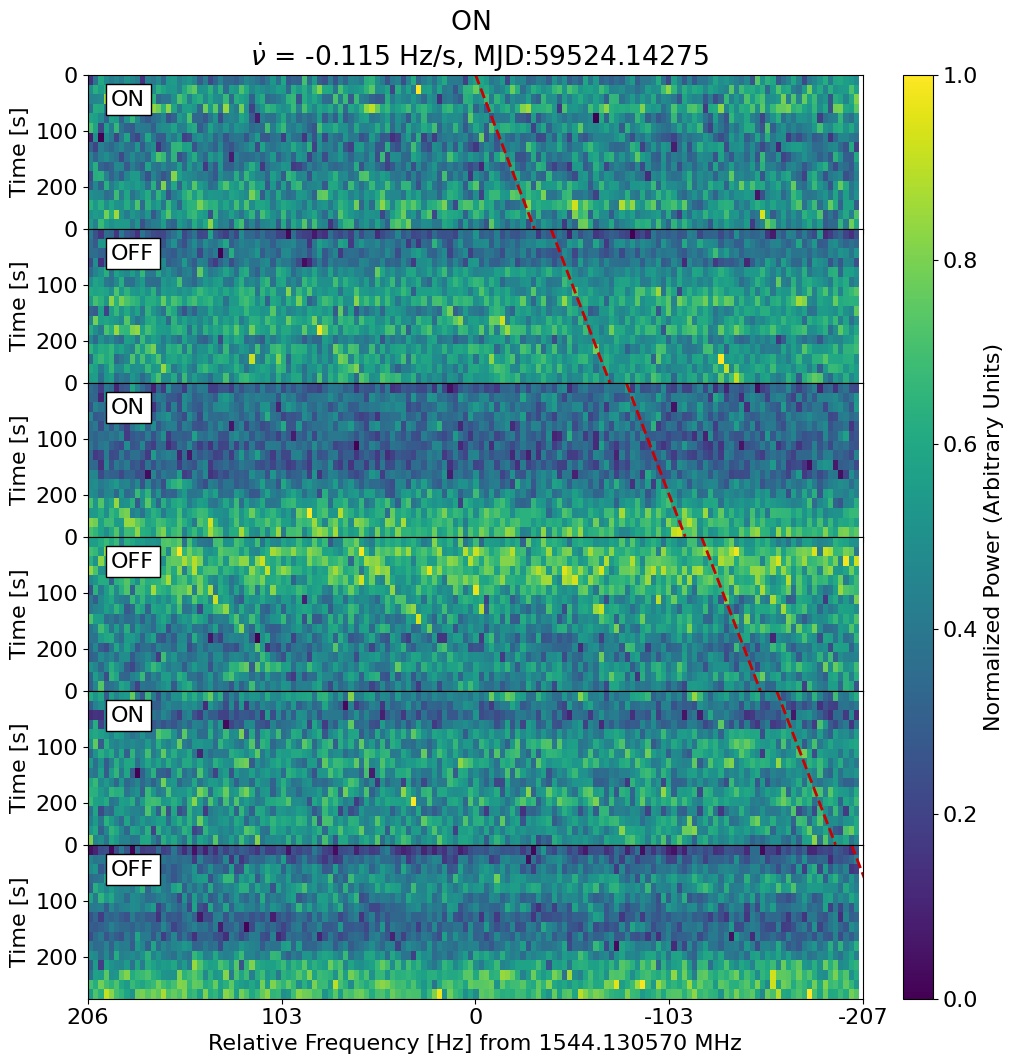 ON
ν̇ = -0.115 Hz/s, MJD:59524.14275
0
ON
100
Time [s]
200
0
OFF
100
Time [s]
200
0
ON
100
Time [s]
200
0
OFF
100
Time [s]
200
0
ON
100
Time [s]
200
0
OFF
100
Time [s]
200
206 103 0 -103 -207
Relative Frequency [Hz] from 1544.130570 MHz
1.0
0.8
0.6
0.4
0.2
0.0
Normalized Power (Arbitrary Units)